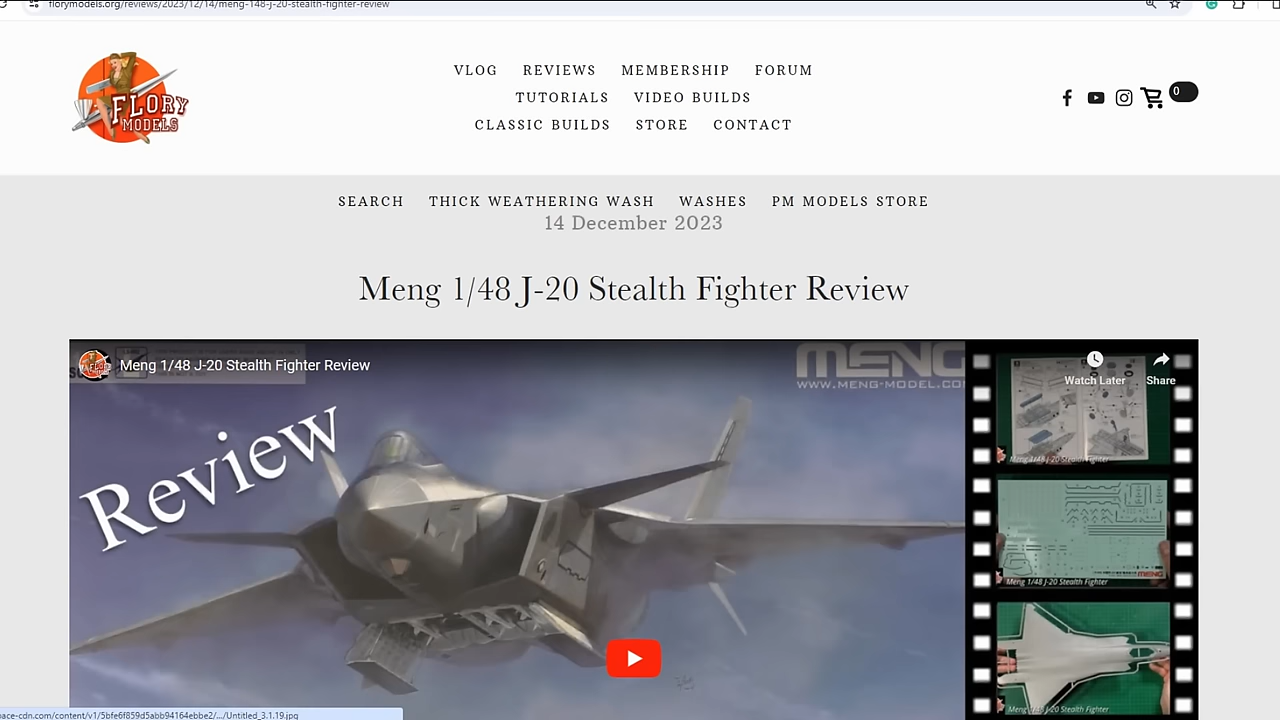 florymodels.org/reviews/2023/12/14/meng-148-j-20-stealth-fighter-review
FLORY
MODELS
VLOG REVIEWS MEMBERSHIP FORUM
TUTORIALS VIDEO BUILDS
CLASSIC BUILDS STORE CONTACT
0
SEARCH THICK WEATHERING WASH WASHES PM MODELS STORE
14 December 2023
Meng 1/48 J-20 Stealth Fighter Review
Meng 1/48 J-20 Stealth Fighter Review
MENG
WWW.MENG-MODEL.CO
Watch Later
Share
Review
Meng 1/48 J-20 Stealth Fighter
MENG
Meng 1/48 J-20 Stealth Fighter
Meng 1/48 J-20 Stealth Fighter
ace-cdn.com/content/v1/5bfe6f859d5abb94164ebbe2/.../Untitled_3.1.19.jpg